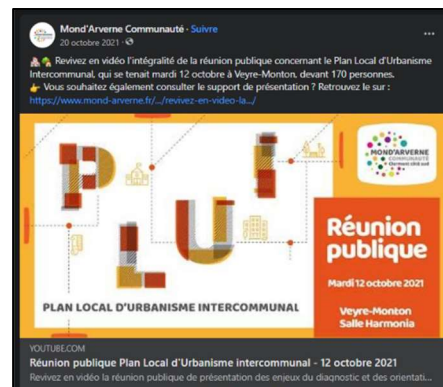 Mond'Arverne Communauté · Suivre
20 octobre 2021 ·
Revivez en vidéo l'intégralité de la réunion publique concernant le Plan Local d'Urbanisme
Intercommunal, qui se tenait mardi 12 octobre à Veyre-Monton, devant 170 personnes.
Vous souhaitez également consulter le support de présentation ? Retrouvez le sur :
https://www.mond-arverne.fr/.../revivez-en-video-la.../
PLUI
MOND'ARVERNE
COMMUNAUTÉ
Clermont côté sud
Réunion
publique
Mardi 12 octobre 2021
Veyre-Monton
Salle Harmonia
PLAN LOCAL D'URBANISME INTERCOMMUNAL
YOUTUBE.COM
Réunion publique Plan Local d'Urbanisme intercommunal - 12 octobre 2021
Revivez en vidéo la réunion publique de présentation des enjeux du diagnostic et des orientati...